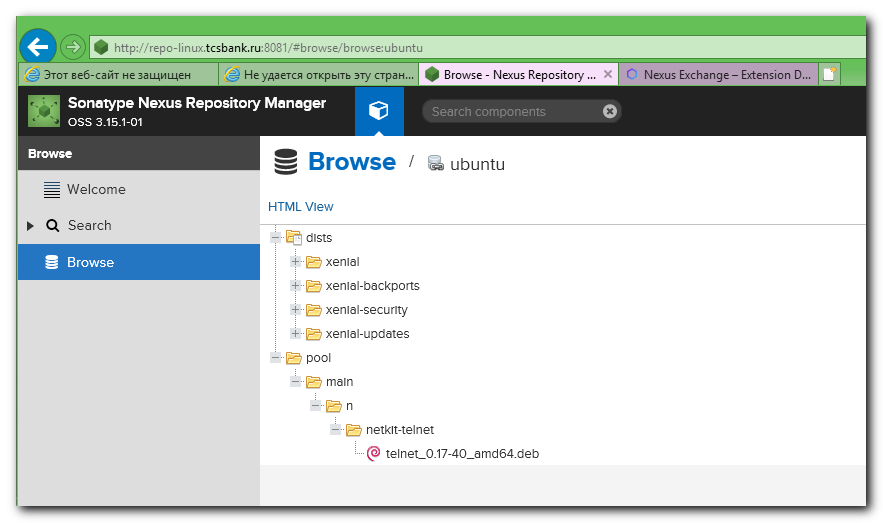 http://repo-linux.tcsbank.ru:8081/#browse/browse:ubuntu
Этот веб-сайт не защищен
Не удается открыть эту стран...
Browse - Nexus Repository ...
Nexus Exchange – Extension D...
Sonatype Nexus Repository Manager
OSS 3.15.1-01
Search components
Browse
Welcome
Search
Browse
Browse / ubuntu
HTML View
dists
xenial
xenial-backports
xenial-security
xenial-updates
pool
main
n
netkit-telnet
telnet_0.17-40_amd64.deb